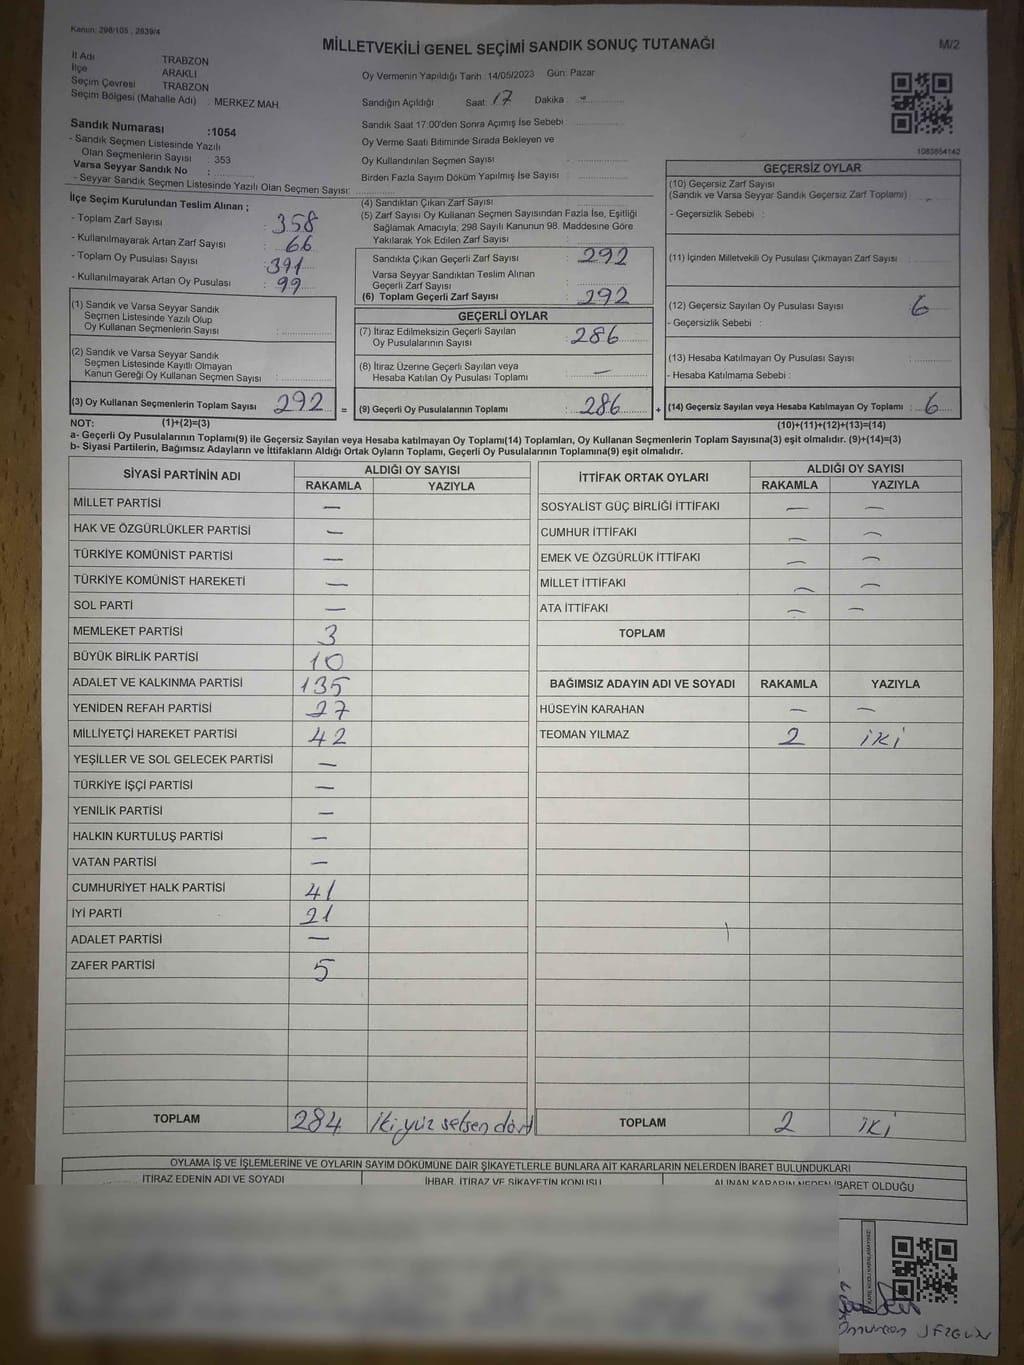 Kanun: 298/105 , 2839/4
MİLLETVEKİLİ GENEL SEÇİMİ SANDIK SONUÇ TUTANAĞI
M/2
İl Adı : TRABZON
İlçe : ARAKLI
Seçim Çevresi : TRABZON
Seçim Bölgesi (Mahalle Adı) : MERKEZ MAH.
Oy Vermenin Yapıldığı Tarih :14/05/2023 Gün: Pazar
Sandığın Açıldığı Saat: 17 Dakika :
Sandık Numarası :1054
- Sandık Seçmen Listesinde Yazılı
Olan Seçmenlerin Sayısı : 353
Varsa Seyyar Sandık No :
- Seyyar Sandık Seçmen Listesinde Yazılı Olan Seçmen Sayısı:
Sandık Saat 17:00'den Sonra Açımış İse Sebebi :
Oy Verme Saati Bitiminde Sırada Bekleyen ve
Oy Kullandırılan Seçmen Sayısı :
Birden Fazla Sayım Döküm Yapılmış İse Sayısı :
1083654142
İlçe Seçim Kurulundan Teslim Alınan ;
- Toplam Zarf Sayısı : 358
- Kullanılmayarak Artan Zarf Sayısı : 66
- Toplam Oy Pusulası Sayısı : 391
- Kullanılmayarak Artan Oy Pusulası : 99
(1) Sandık ve Varsa Seyyar Sandık
Seçmen Listesinde Yazılı Olup
Oy Kullanan Seçmenlerin Sayısı :
(2) Sandık ve Varsa Seyyar Sandık
Seçmen Listesinde Kayıtlı Olmayan
Kanun Gereği Oy Kullanan Seçmen Sayısı :
(3) Oy Kullanan Seçmenlerin Toplam Sayısı 292 =
(4) Sandıktan Çıkan Zarf Sayısı :
(5) Zarf Sayısı Oy Kullanan Seçmen Sayısından Fazla İse, Eşitliği
Sağlamak Amacıyla; 298 Sayılı Kanunun 98. Maddesine Göre
Yakılarak Yok Edilen Zarf Sayısı :
Sandıkta Çıkan Geçerli Zarf Sayısı : 292
Varsa Seyyar Sandıktan Teslim Alınan
Geçerli Zarf Sayısı :
(6) Toplam Geçerli Zarf Sayısı : 292
GEÇERLİ OYLAR
(7) İtiraz Edilmeksizin Geçerli Sayılan
Oy Pusulalarının Sayısı : 286
(8) İtiraz Üzerine Geçerli Sayılan veya
Hesaba Katılan Oy Pusulası Toplamı : —
(9) Geçerli Oy Pusulalarının Toplamı : 286 +
GEÇERSİZ OYLAR
(10) Geçersiz Zarf Sayısı
(Sandık ve Varsa Seyyar Sandık Geçersiz Zarf Toplamı) :
- Geçersizlik Sebebi :
(11) İçinden Milletvekili Oy Pusulası Çıkmayan Zarf Sayısı :
(12) Geçersiz Sayılan Oy Pusulası Sayısı : 6
- Geçersizlik Sebebi :
(13) Hesaba Katılmayan Oy Pusulası Sayısı :
- Hesaba Katılmama Sebebi :
(14) Geçersiz Sayılan veya Hesaba Katılmayan Oy Toplamı : 6
NOT: (1)+(2)=(3) (10)+(11)+(12)+(13)=(14)
a- Geçerli Oy Pusulalarının Toplamı(9) ile Geçersiz Sayılan veya Hesaba katılmayan Oy Toplamı(14) Toplamları, Oy Kullanan Seçmenlerin Toplam Sayısına(3) eşit olmalıdır. (9)+(14)=(3)
b- Siyasi Partilerin, Bağımsız Adayların ve İttifakların Aldığı Ortak Oyların Toplamı, Geçerli Oy Pusulalarının Toplamına(9) eşit olmalıdır.
SİYASİ PARTİNİN ADI ALDIĞI OY SAYISI
RAKAMLA YAZIYLA
MİLLET PARTİSİ —
HAK VE ÖZGÜRLÜKLER PARTİSİ —
TÜRKİYE KOMÜNİST PARTİSİ —
TÜRKİYE KOMÜNİST HAREKETİ —
SOL PARTİ —
MEMLEKET PARTİSİ 3
BÜYÜK BİRLİK PARTİSİ 10
ADALET VE KALKINMA PARTİSİ 135
YENİDEN REFAH PARTİSİ 27
MİLLİYETÇİ HAREKET PARTİSİ 42
YEŞİLLER VE SOL GELECEK PARTİSİ —
TÜRKİYE İŞÇİ PARTİSİ —
YENİLİK PARTİSİ —
HALKIN KURTULUŞ PARTİSİ —
VATAN PARTİSİ —
CUMHURİYET HALK PARTİSİ 41
İYİ PARTİ 21
ADALET PARTİSİ —
ZAFER PARTİSİ 5
TOPLAM 284 iki yüz seksen dört
İTTİFAK ORTAK OYLARI ALDIĞI OY SAYISI
RAKAMLA YAZIYLA
SOSYALİST GÜÇ BİRLİĞİ İTTİFAKI — —
CUMHUR İTTİFAKI — —
EMEK VE ÖZGÜRLÜK İTTİFAKI — —
MİLLET İTTİFAKI — —
ATA İTTİFAKI — —
TOPLAM
BAĞIMSIZ ADAYIN ADI VE SOYADI RAKAMLA YAZIYLA
HÜSEYİN KARAHAN — —
TEOMAN YILMAZ 2 iki
TOPLAM 2 iki
OYLAMA İŞ VE İŞLEMLERİNE VE OYLARIN SAYIM DÖKÜMÜNE DAİR ŞİKAYETLERLE BUNLARA AİT KARARLARIN NELERDEN İBARET BULUNDUKLARI
İTİRAZ EDENİN ADI VE SOYADI
İHBAR, İTİRAZ VE ŞİKAYETİN KONUSU
ALINAN KARARIN NEDEN İBARET OLDUĞU